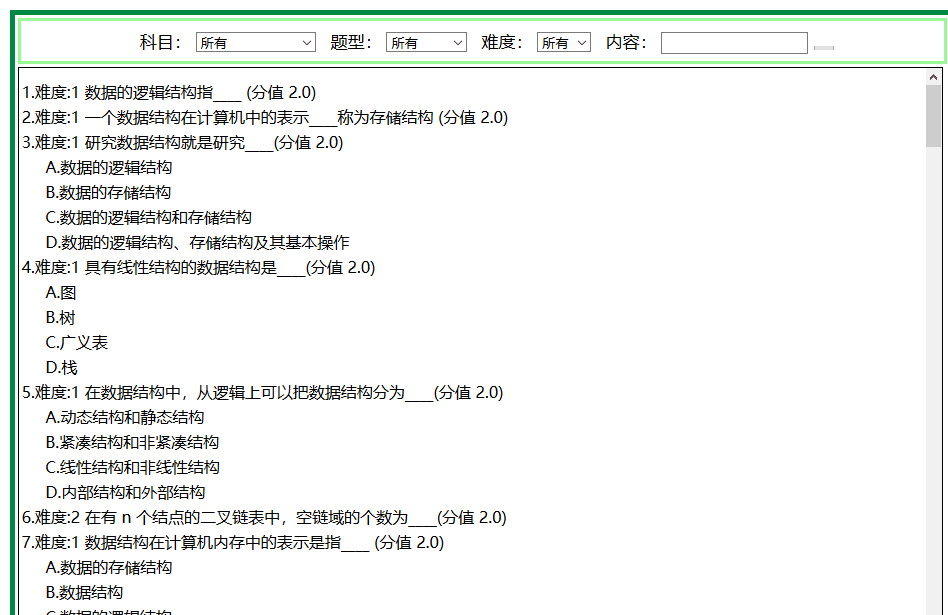 科目： 所有 题型： 所有 难度： 所有 内容：
1.难度:1 数据的逻辑结构指____ (分值 2.0)
2.难度:1 一个数据结构在计算机中的表示____称为存储结构 (分值 2.0)
3.难度:1 研究数据结构就是研究____(分值 2.0)
A.数据的逻辑结构
B.数据的存储结构
C.数据的逻辑结构和存储结构
D.数据的逻辑结构、存储结构及其基本操作
4.难度:1 具有线性结构的数据结构是____(分值 2.0)
A.图
B.树
C.广义表
D.栈
5.难度:1 在数据结构中，从逻辑上可以把数据结构分为____(分值 2.0)
A.动态结构和静态结构
B.紧凑结构和非紧凑结构
C.线性结构和非线性结构
D.内部结构和外部结构
6.难度:2 在有 n 个结点的二叉链表中，空链域的个数为____(分值 2.0)
7.难度:1 数据结构在计算机内存中的表示是指____ (分值 2.0)
A.数据的存储结构
B.数据结构
C.数据的逻辑结构